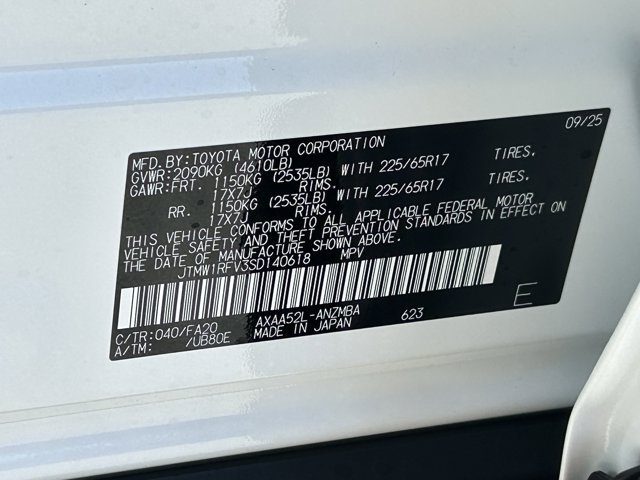 09/25
MFD. BY: TOYOTA MOTOR CORPORATION
GVWR: 2090KG (4610LB)
GAWR: FRT. 1150KG (2535LB) WITH 225/65R17 TIRES,
17X7J RIMS.
RR. 1150KG (2535LB) WITH 225/65R17 TIRES,
17X7J RIMS.
THIS VEHICLE CONFORMS TO ALL APPLICABLE FEDERAL MOTOR
VEHICLE SAFETY AND THEFT PREVENTION STANDARDS IN EFFECT ON
THE DATE OF MANUFACTURE SHOWN ABOVE.
JTMW1RFV3SD140618 MPV
C/TR: 040/FA20 AXAA52L-ANZMBA 623
A/TM: /UB80E MADE IN JAPAN
E